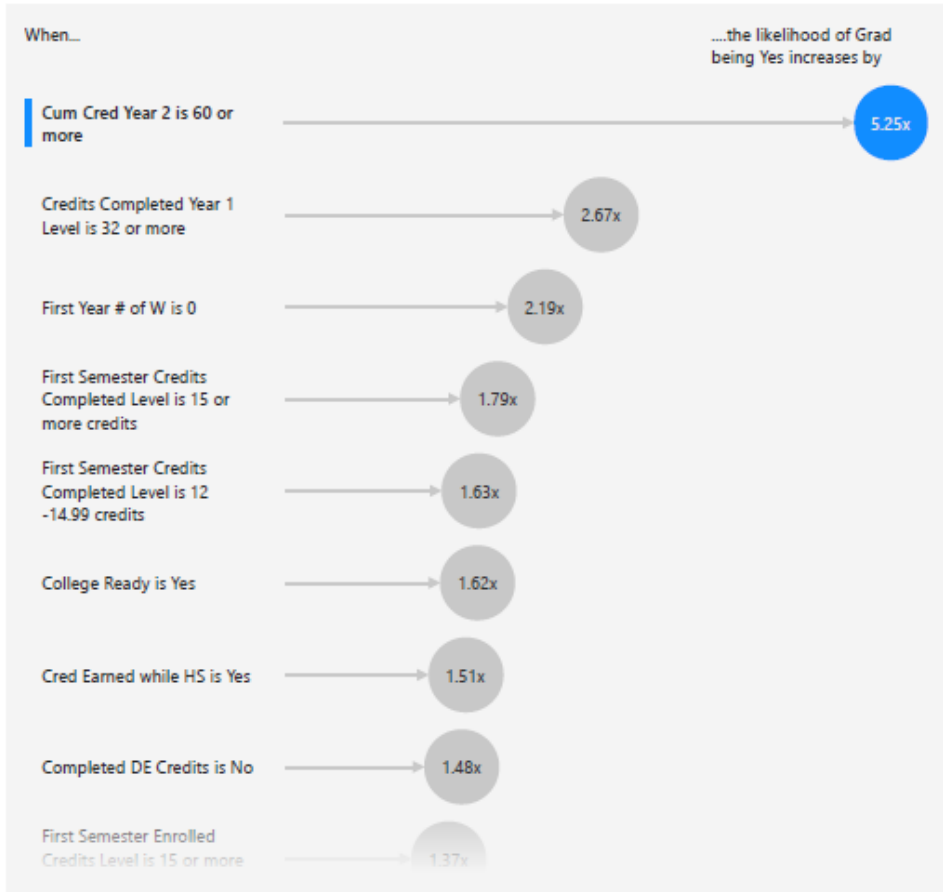 When...
....the likelihood of Grad
being Yes increases by
Cum Cred Year 2 is 60 or
more
5.25x
Credits Completed Year 1
Level is 32 or more
2.67x
First Year # of W is 0
2.19x
First Semester Credits
Completed Level is 15 or
more credits
1.79x
First Semester Credits
Completed Level is 12
-14.99 credits
1.63x
College Ready is Yes
1.62x
Cred Earned while HS is Yes
1.51x
Completed DE Credits is No
1.48x
First Semester Enrolled
Credits Level is 15 or more
1.37x